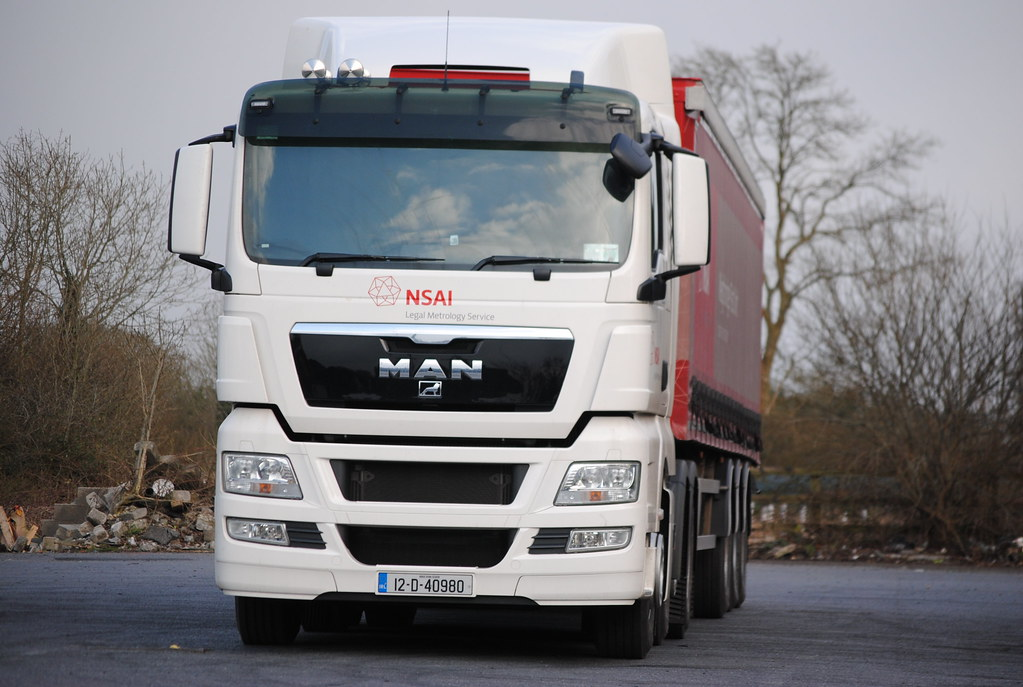 NSAI
Legal Metrology Service
MAN
12-D-40980